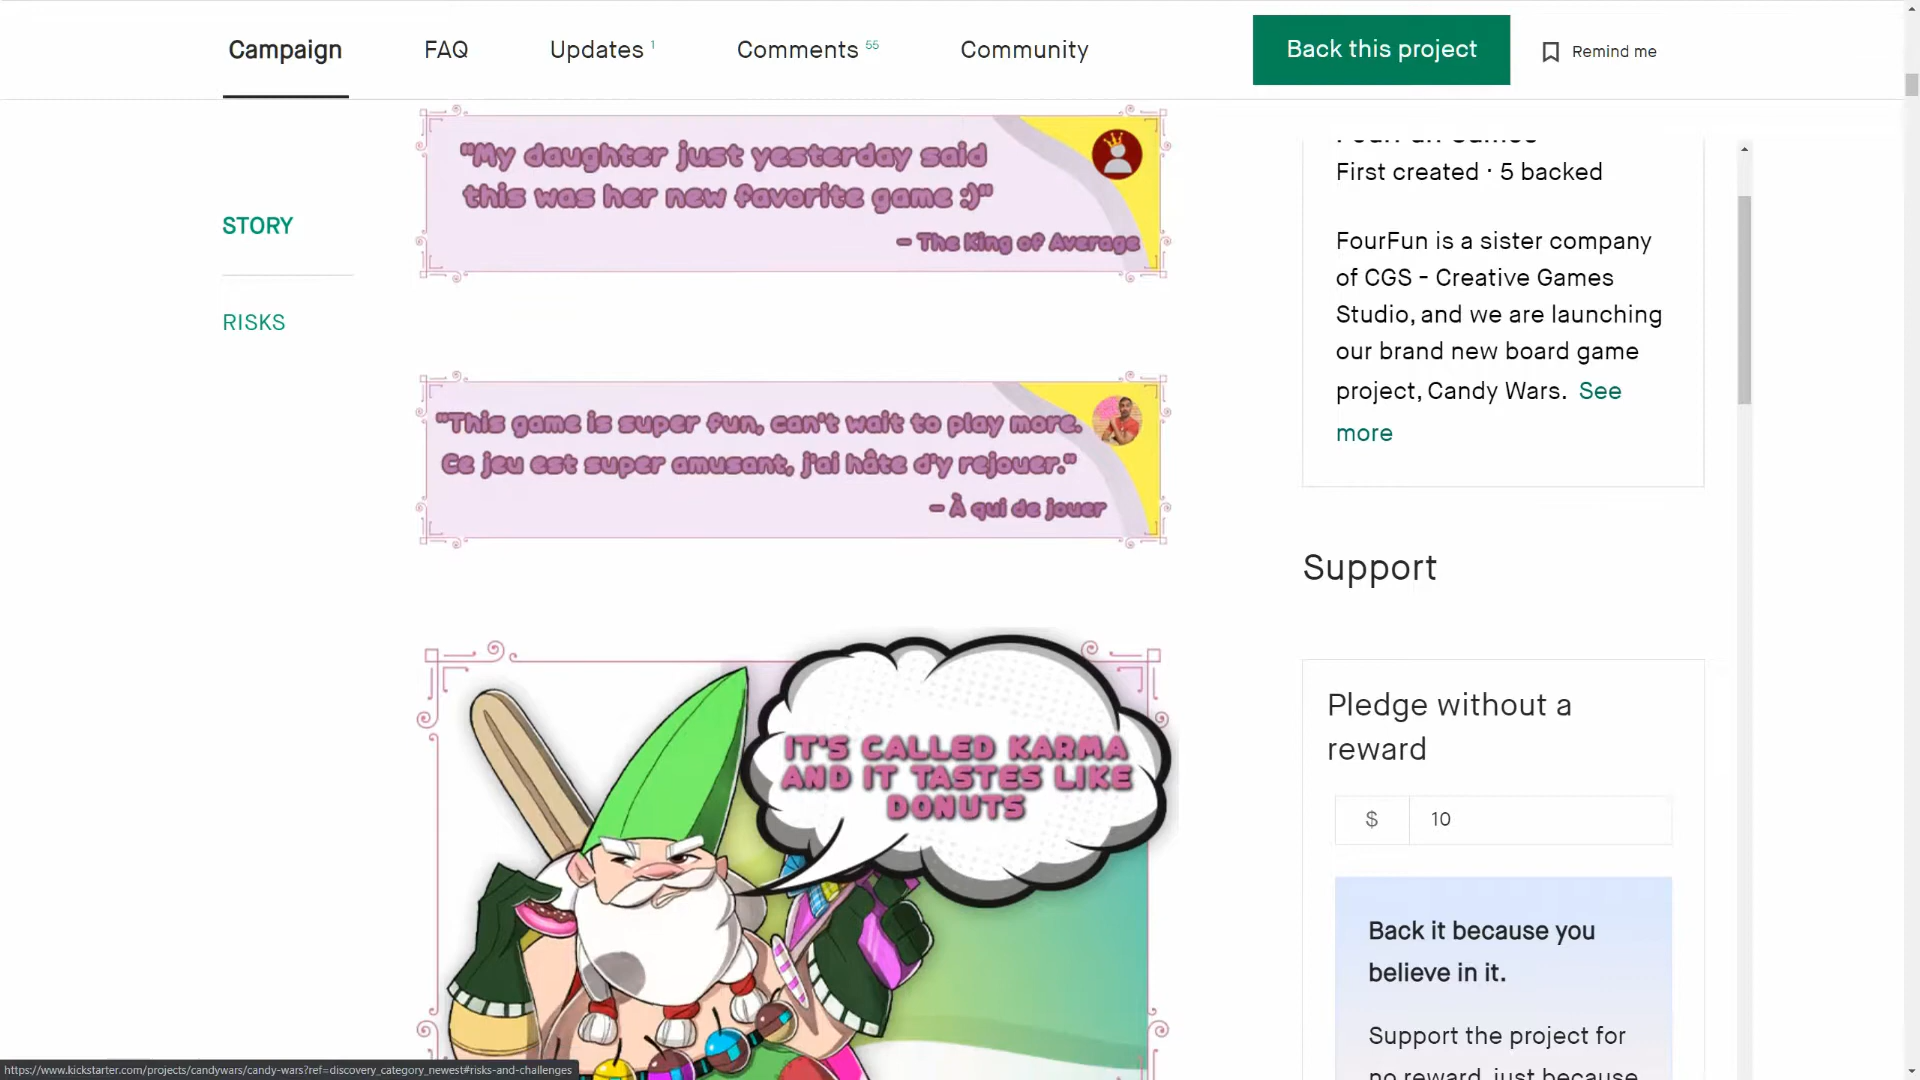 Campaign
FAQ
Updates 1
Comments 55
Community
Back this project
Remind me
STORY
RISKS
"My daughter just yesterday said
this was her new favorite game :)"
- The King of Average
"This game is super fun, can't wait to play more.
Ce jeu est super amusant, j'ai hâte d'y rejouer."
- À qui de jouer
IT'S CALLED KARMA
AND IT TASTES LIKE
DONUTS
First created · 5 backed
FourFun is a sister company
of CGS - Creative Games
Studio, and we are launching
our brand new board game
project, Candy Wars. See
more
Support
Pledge without a
reward
$ 10
Back it because you
believe in it.
Support the project for
no reward, just because
https://www.kickstarter.com/projects/candywars/candy-wars?ref=discovery_category_newest#risks-and-challenges